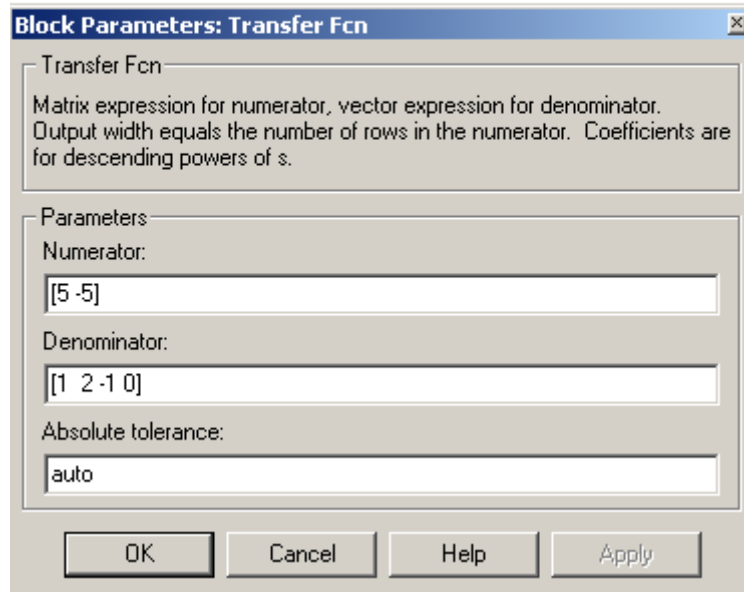 Block Parameters: Transfer Fcn
Transfer Fcn
Matrix expression for numerator, vector expression for denominator.
Output width equals the number of rows in the numerator.  Coefficients are
for descending powers of s.
Parameters
Numerator:
[5 -5]
Denominator:
[1  2 -1 0]
Absolute tolerance:
auto
OK Cancel Help Apply